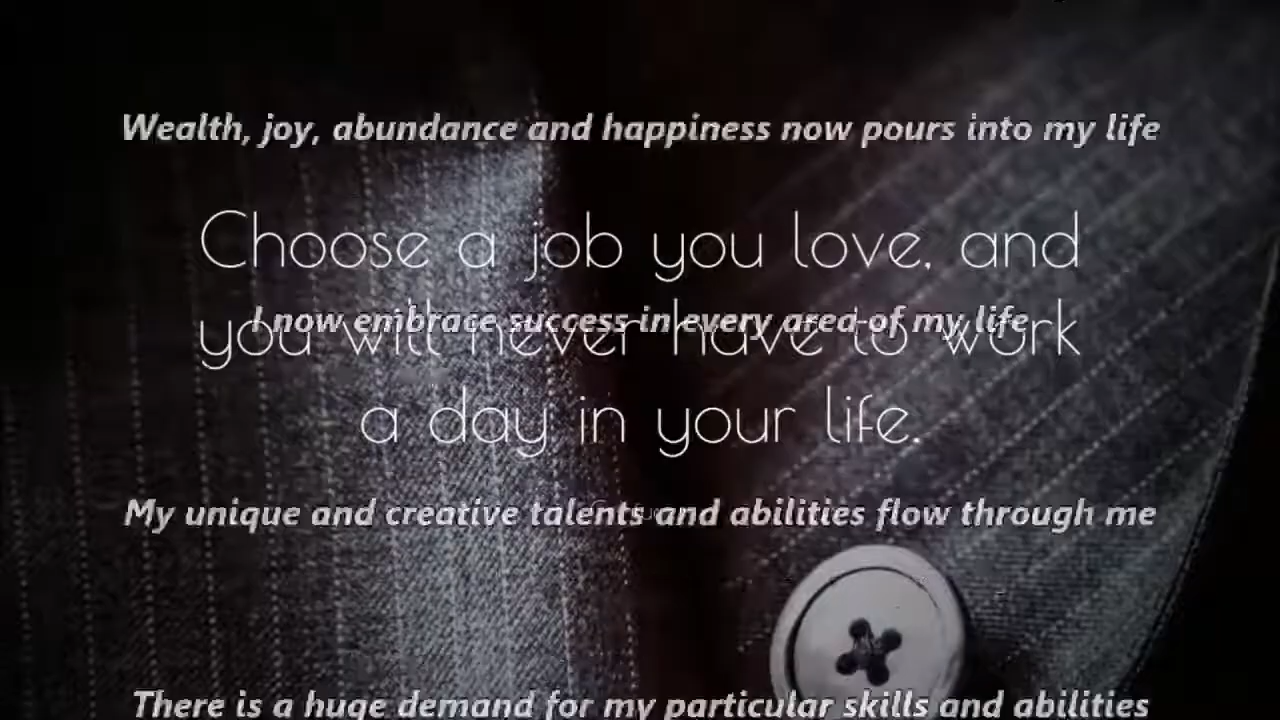 Wealth, joy, abundance and happiness now pours into my life
Choose a job you love, and
I now embrace success in every area of my life
you will never have to work
a day in your life.
My unique and creative talents and abilities flow through me
There is a huge demand for my particular skills and abilities